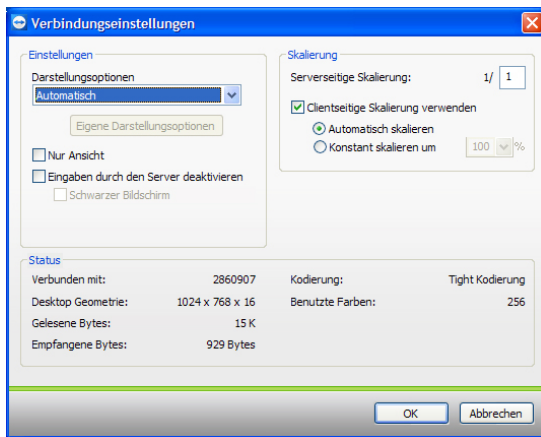 Verbindungseinstellungen
Einstellungen
Darstellungsoptionen
Automatisch
Eigene Darstellungsoptionen
Nur Ansicht
Eingaben durch den Server deaktivieren
Schwarzer Bildschirm
Skalierung
Serverseitige Skalierung: 1/ 1
Clientseitige Skalierung verwenden
Automatisch skalieren
Konstant skalieren um 100 %
Status
Verbunden mit: 2860907 Kodierung: Tight Kodierung
Desktop Geometrie: 1024 x 768 x 16 Benutzte Farben: 256
Gelesene Bytes: 15 K
Empfangene Bytes: 929 Bytes
OK Abbrechen